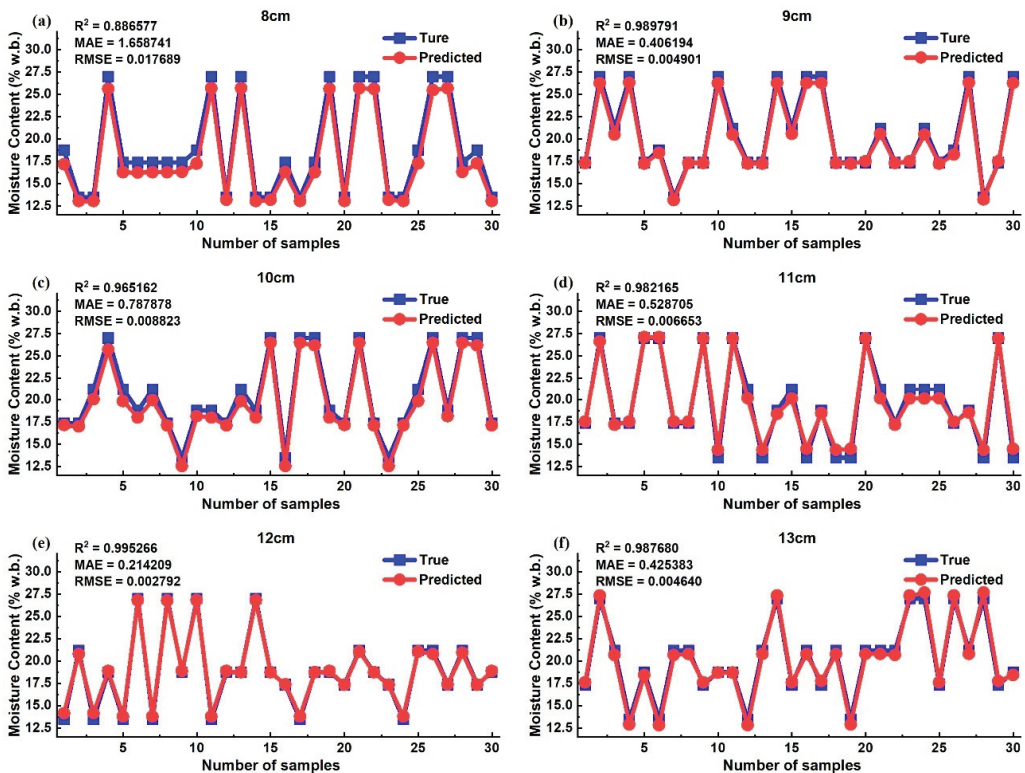 (a)
8cm
R² = 0.886577
MAE = 1.658741
RMSE = 0.017689
Ture
Predicted
Moisture Content (% w.b.)
30.0
27.5
25.0
22.5
20.0
17.5
15.0
12.5
5 10 15 20 25 30
Number of samples
(b)
9cm
R² = 0.989791
MAE = 0.406194
RMSE = 0.004901
Ture
Predicted
Moisture Content (% w.b.)
30.0
27.5
25.0
22.5
20.0
17.5
15.0
12.5
5 10 15 20 25 30
Number of samples
(c)
10cm
R² = 0.965162
MAE = 0.787878
RMSE = 0.008823
True
Predicted
Moisture Content (% w.b.)
30.0
27.5
25.0
22.5
20.0
17.5
15.0
12.5
5 10 15 20 25 30
Number of samples
(d)
11cm
R² = 0.982165
MAE = 0.528705
RMSE = 0.006653
True
Predicted
Moisture Content (% w.b.)
30.0
27.5
25.0
22.5
20.0
17.5
15.0
12.5
5 10 15 20 25 30
Number of samples
(e)
12cm
R² = 0.995266
MAE = 0.214209
RMSE = 0.002792
True
Predicted
Moisture Content (% w.b.)
30.0
27.5
25.0
22.5
20.0
17.5
15.0
12.5
5 10 15 20 25 30
Number of samples
(f)
13cm
R² = 0.987680
MAE = 0.425383
RMSE = 0.004640
True
Predicted
Moisture Content (% w.b.)
30.0
27.5
25.0
22.5
20.0
17.5
15.0
12.5
5 10 15 20 25 30
Number of samples